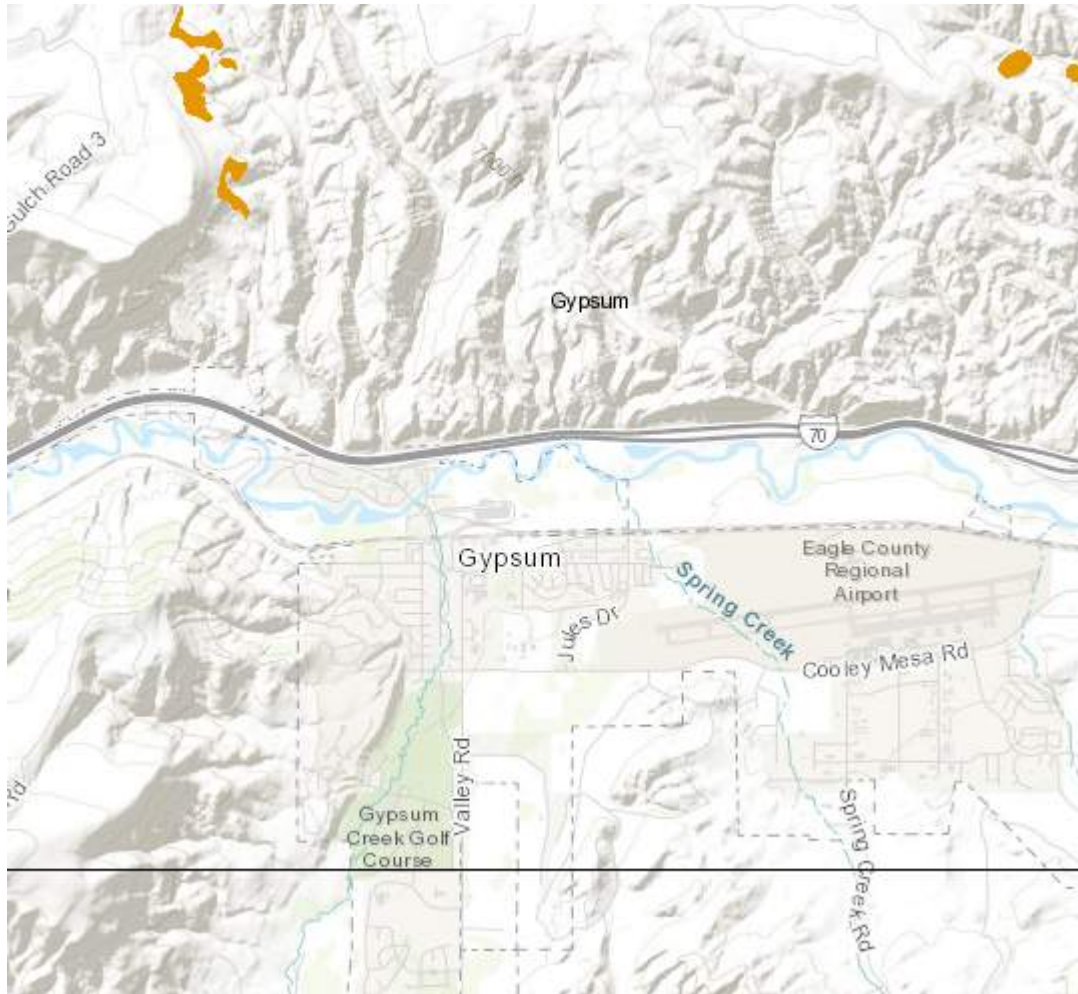 Gulch Road 3
7000 ft
Gypsum
70
Gypsum
Eagle County
Regional
Airport
Spring Creek
Jules Dr
Cooley Mesa Rd
Valley Rd
Rd
Gypsum
Creek Golf
Course
Spring Creek Rd